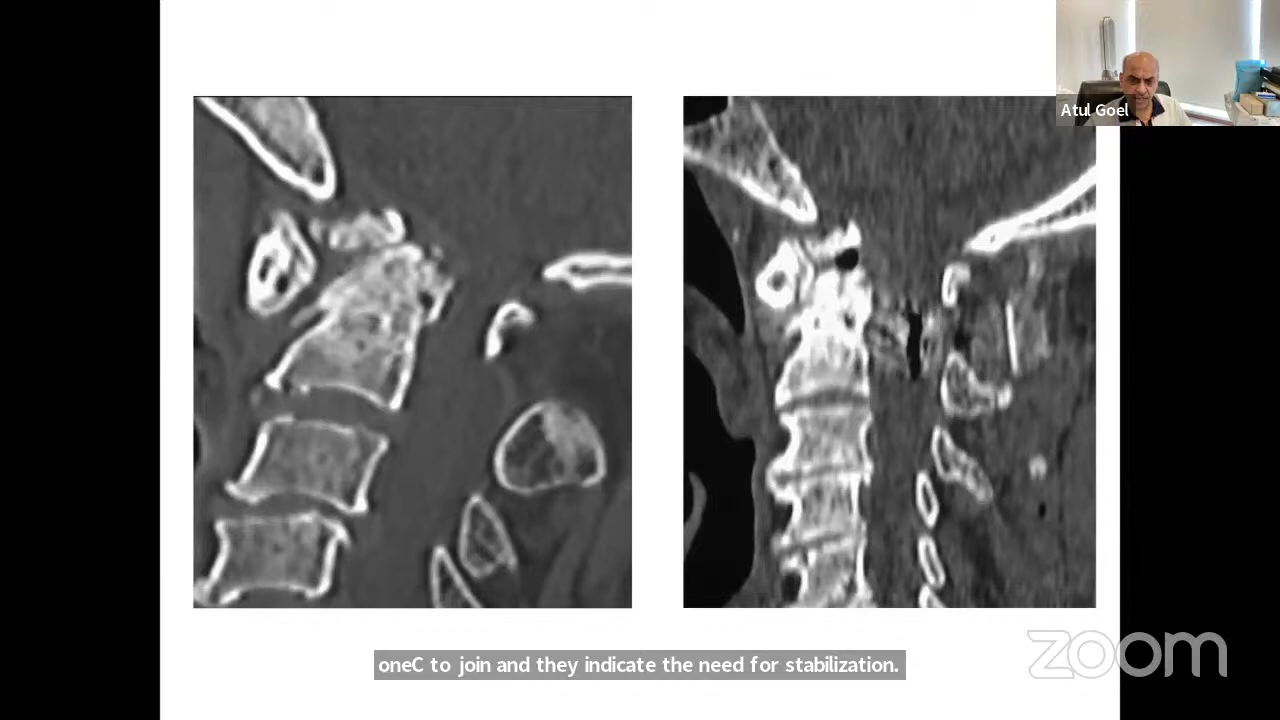 Atul Goel
oneC to join and they indicate the need for stabilization.
zoom